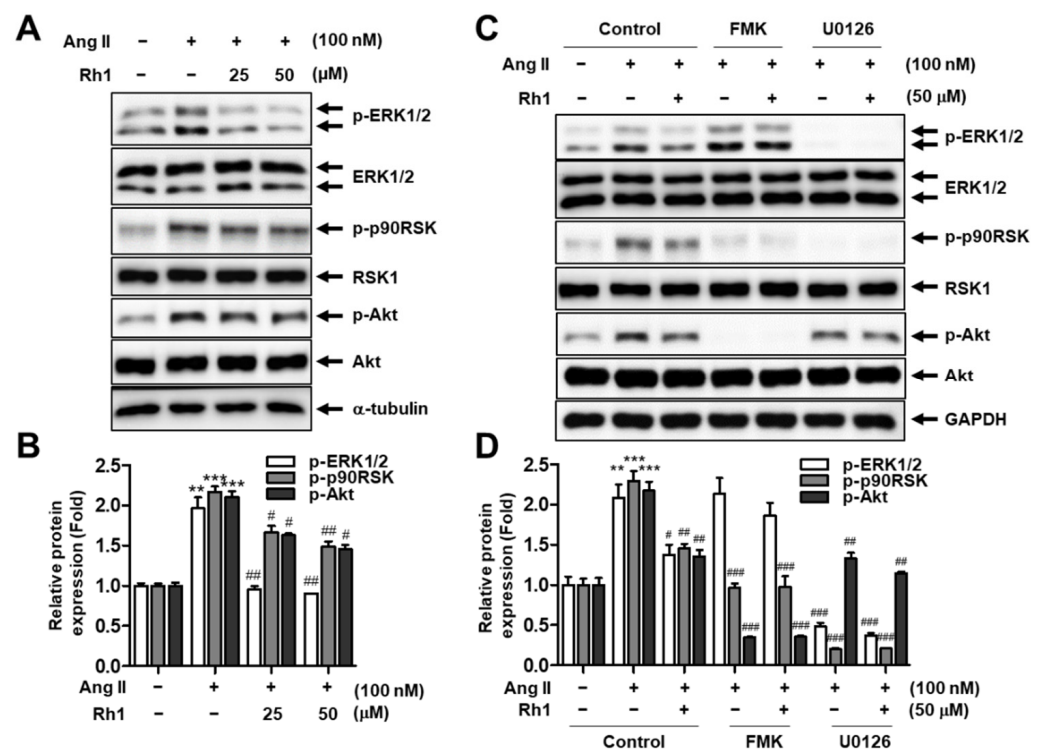 A
Ang II − + + + (100 nM)
Rh1 − − 25 50 (μM)
p-ERK1/2
ERK1/2
p-p90RSK
RSK1
p-Akt
Akt
α-tubulin
B
Relative protein
expression (Fold)
2.5
2.0
1.5
1.0
0.5
0.0
p-ERK1/2
p-p90RSK
p-Akt
** *** ***
## # #
## ## #
Ang II − + + + (100 nM)
Rh1 − − 25 50 (μM)
C
Control FMK U0126
Ang II − + + + + + + (100 nM)
Rh1 − − + − + − + (50 μM)
p-ERK1/2
ERK1/2
p-p90RSK
RSK1
p-Akt
Akt
GAPDH
D
Relative protein
expression (Fold)
2.5
2.0
1.5
1.0
0.5
0.0
p-ERK1/2
p-p90RSK
p-Akt
** *** ***
# ## ##
### ###
### ###
### ##
### ### ##
Ang II − + + + + + + (100 nM)
Rh1 − − + − + − + (50 μM)
Control FMK U0126